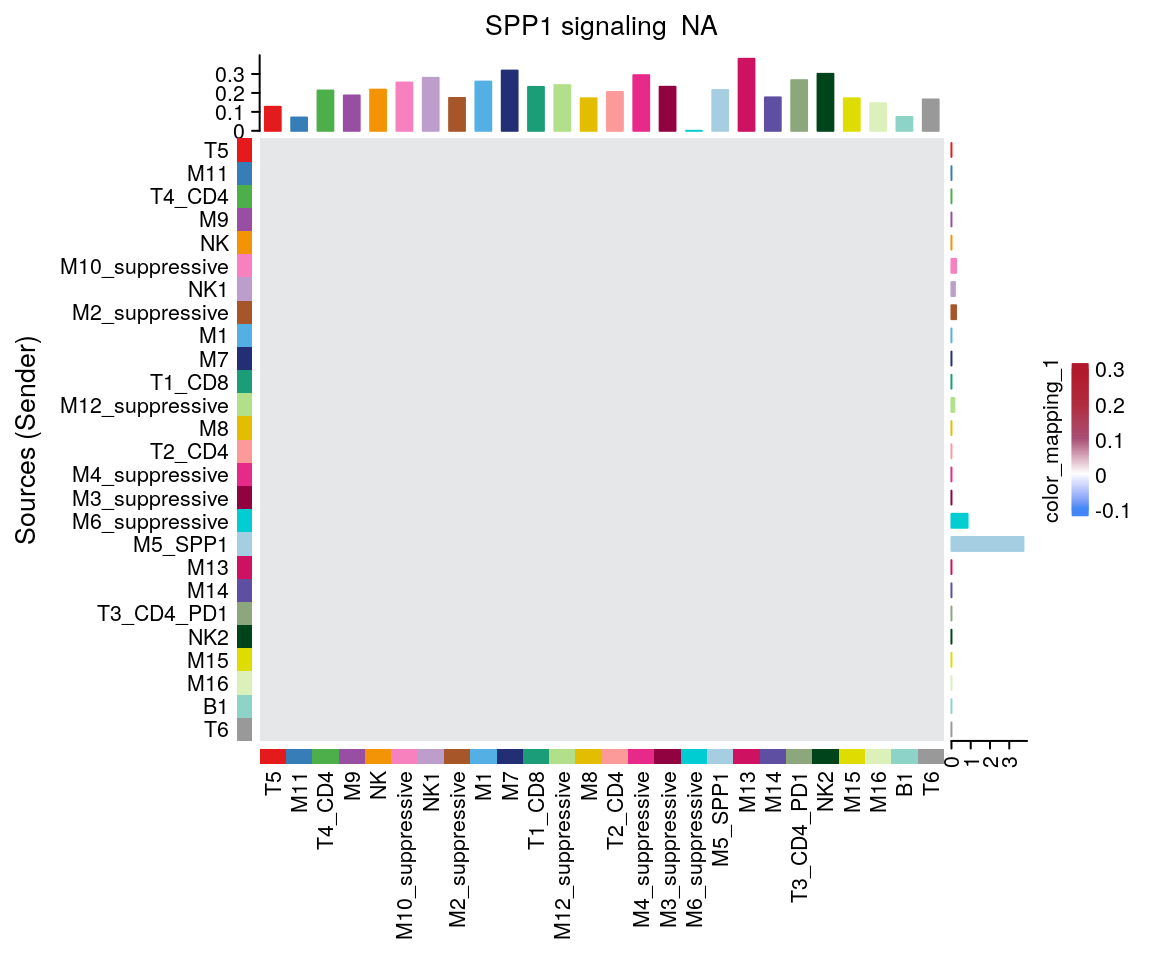 SPP1 signaling  NA
0.3
0.2
0.1
0
T5
M11
T4_CD4
M9
NK
M10_suppressive
NK1
M2_suppressive
M1
M7
T1_CD8
M12_suppressive
M8
T2_CD4
M4_suppressive
M3_suppressive
M6_suppressive
M5_SPP1
M13
M14
T3_CD4_PD1
NK2
M15
M16
B1
T6
Sources (Sender)
T5
M11
T4_CD4
M9
NK
M10_suppressive
NK1
M2_suppressive
M1
M7
T1_CD8
M12_suppressive
M8
T2_CD4
M4_suppressive
M3_suppressive
M6_suppressive
M5_SPP1
M13
M14
T3_CD4_PD1
NK2
M15
M16
B1
T6
0
1
2
3
color_mapping_1
0.3
0.2
0.1
0
-0.1